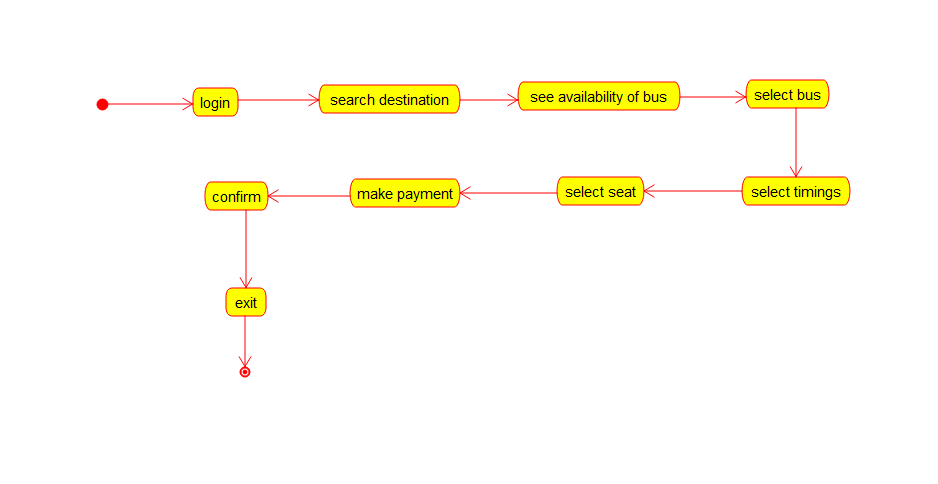 login
search destination
see availability of bus
select bus
select timings
select seat
make payment
confirm
exit